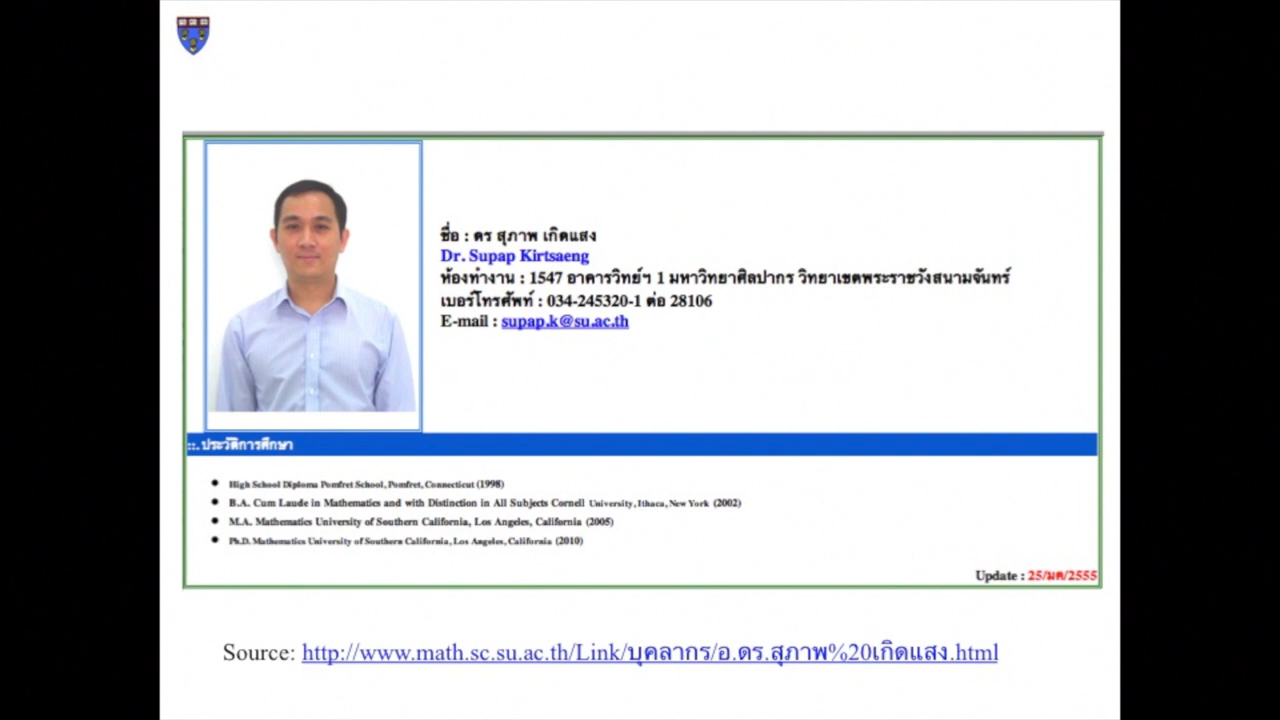 ชื่อ : ดร สุภาพ เกิดแสง
Dr. Supap Kirtsaeng
ห้องทำงาน : 1547 อาคารวิทย์ฯ 1 มหาวิทยาศิลปากร วิทยาเขตพระราชวังสนามจันทร์
เบอร์โทรศัพท์ : 034-245320-1 ต่อ 28106
E-mail : supap.k@su.ac.th
::. ประวัติการศึกษา
High School Diploma Pomfret School, Pomfret, Connecticut (1998)
B.A. Cum Laude in Mathematics and with Distinction in All Subjects Cornell University, Ithaca, New York (2002)
M.A. Mathematics University of Southern California, Los Angeles, California (2005)
Ph.D. Mathematics University of Southern California, Los Angeles, California (2010)
Update : 25/มค/2555
Source: http://www.math.sc.su.ac.th/Link/บุคลากร/อ.ดร.สุภาพ%20เกิดแสง.html